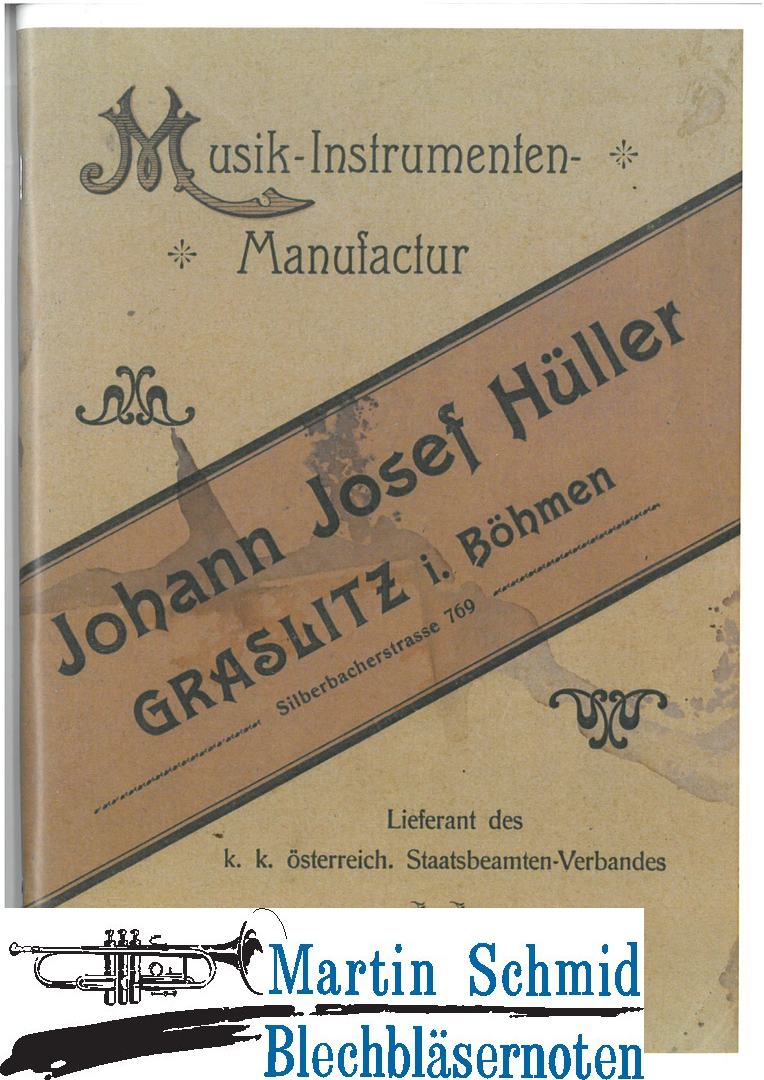 Musik-Instrumenten-
Manufactur
Johann Josef Hüller
GRASLITZ i. Böhmen
Silberbacherstrasse 769
Lieferant des
k. k. österreich. Staatsbeamten-Verbandes
Martin Schmid
Blechbläsernoten